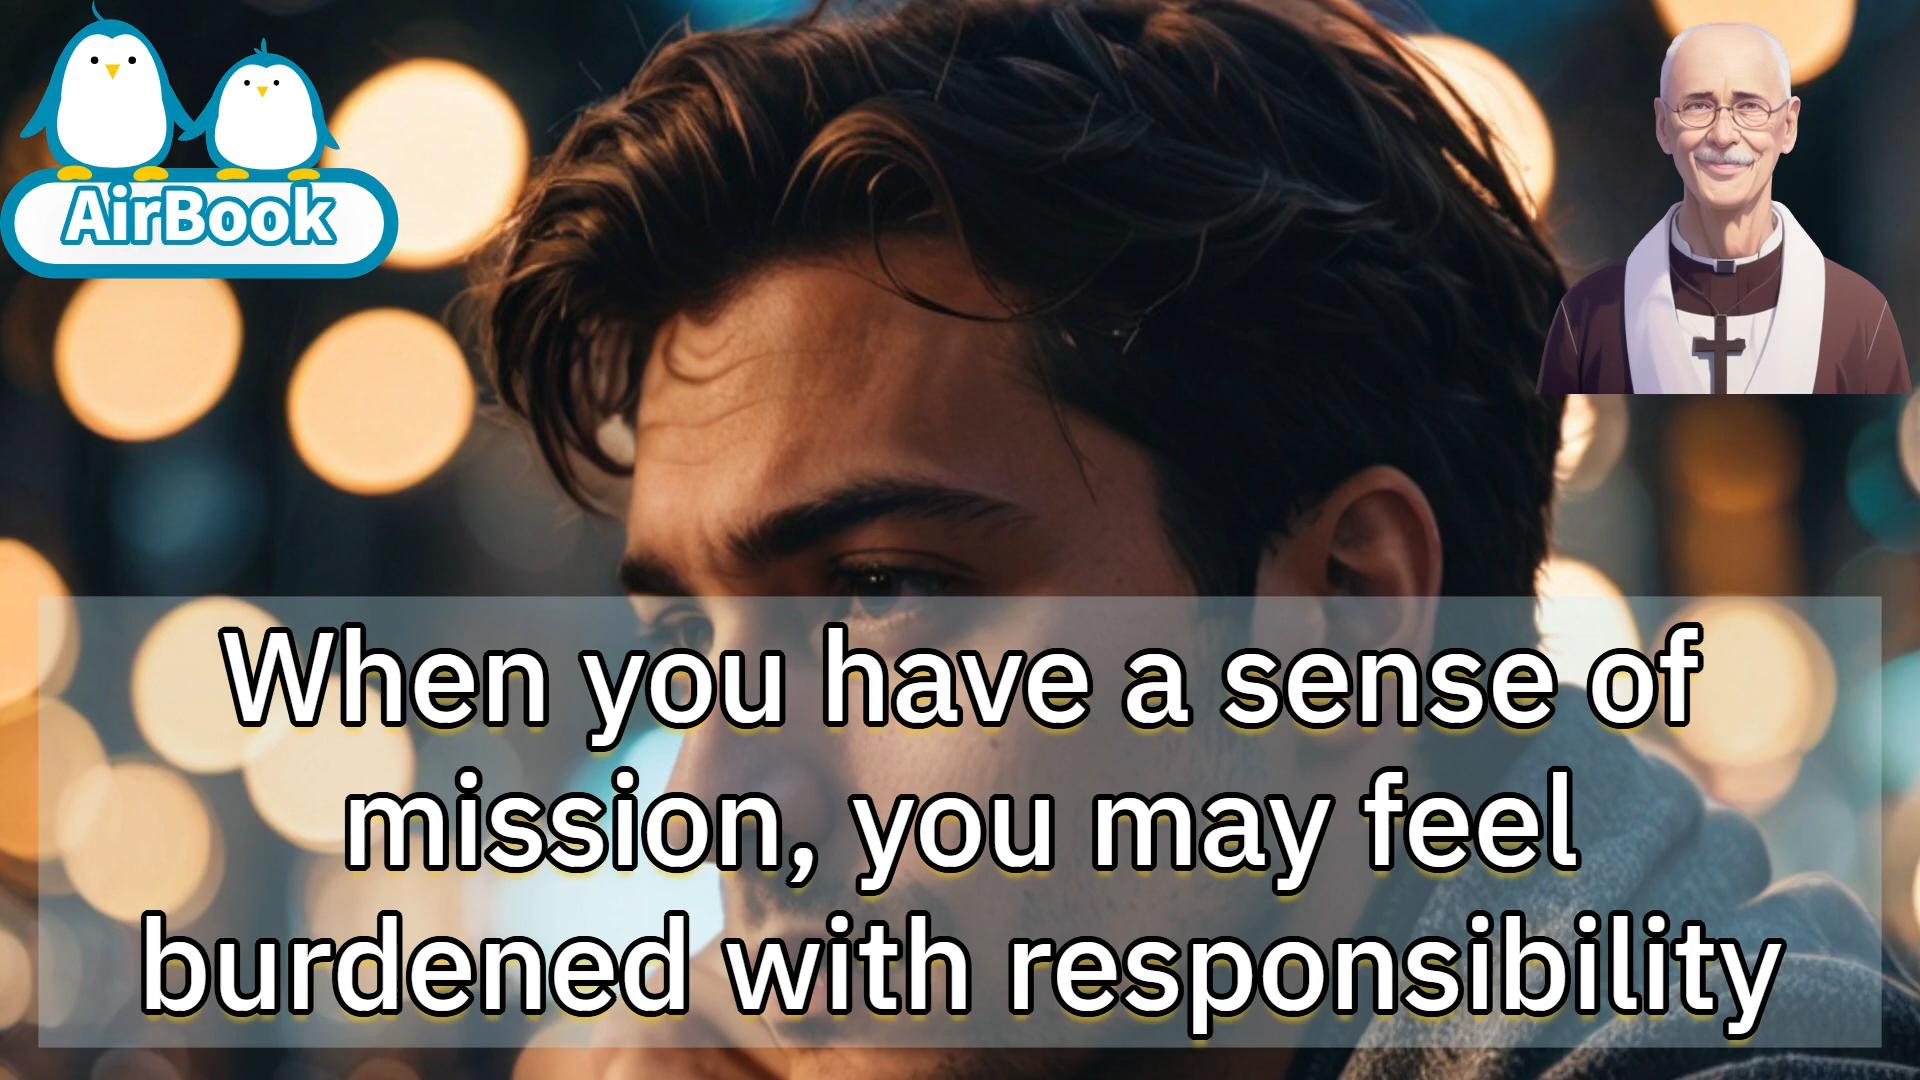 AirBook
When you have a sense of
mission, you may feel
burdened with responsibility